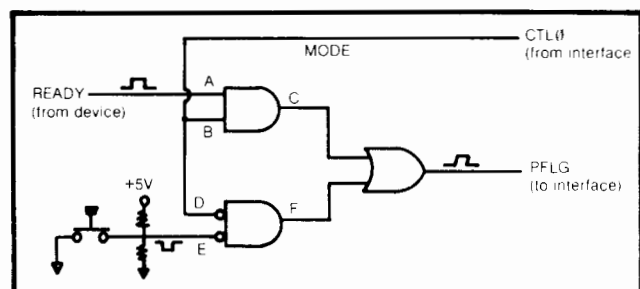 CTLØ
(from interface
MODE
READY
(from device)
A
B
C
PFLG
(to interface)
+5V
D
E
F